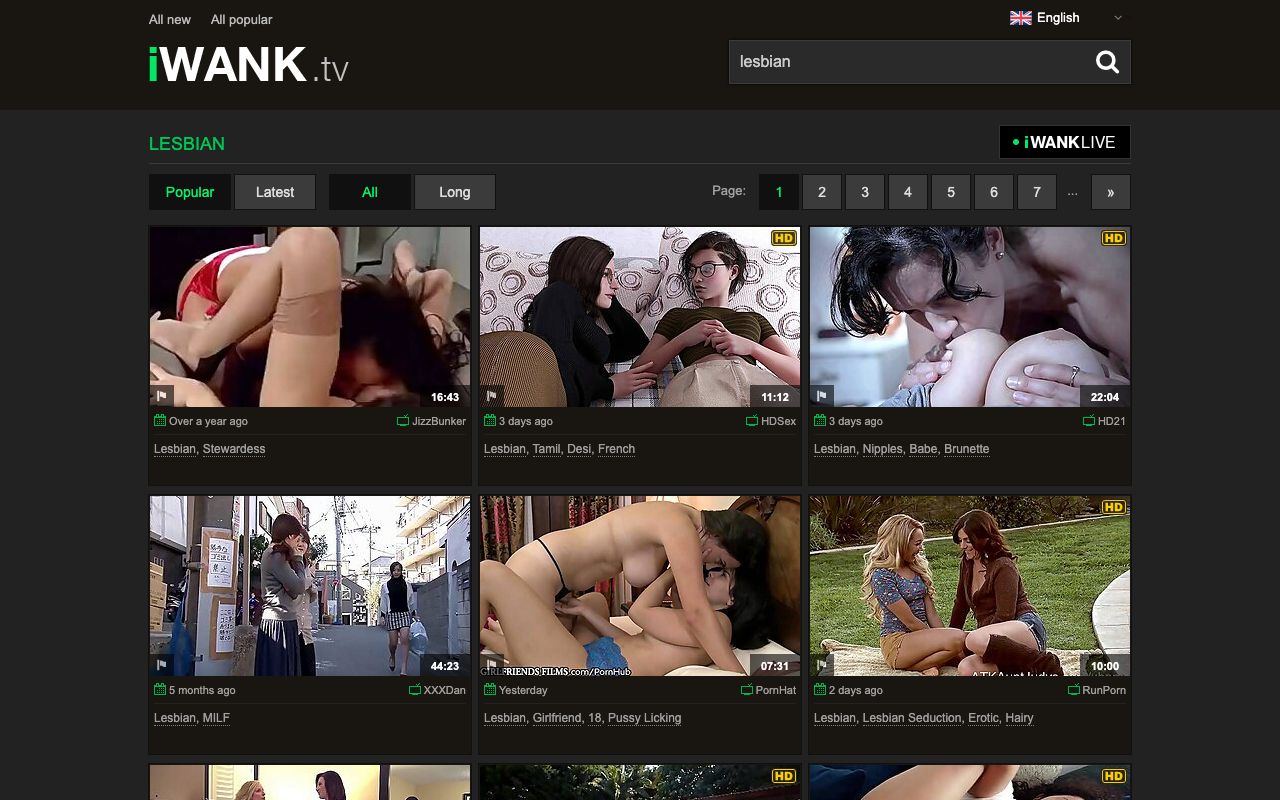 All new All popular
English
iWANK.tv
lesbian
LESBIAN
iWANKLIVE
Popular Latest All Long
Page: 1 2 3 4 5 6 7 ... »
HD
HD
16:43
11:12
22:04
Over a year ago JizzBunker
3 days ago HDSex
3 days ago HD21
Lesbian, Stewardess
Lesbian, Tamil, Desi, French
Lesbian, Nipples, Babe, Brunette
HD
44:23
GIRLFRIENDS FILMS.com/PornHub
07:31
10:00
5 months ago XXXDan
Yesterday PornHat
2 days ago RunPorn
Lesbian, MILF
Lesbian, Girlfriend, 18, Pussy Licking
Lesbian, Lesbian Seduction, Erotic, Hairy
HD
HD